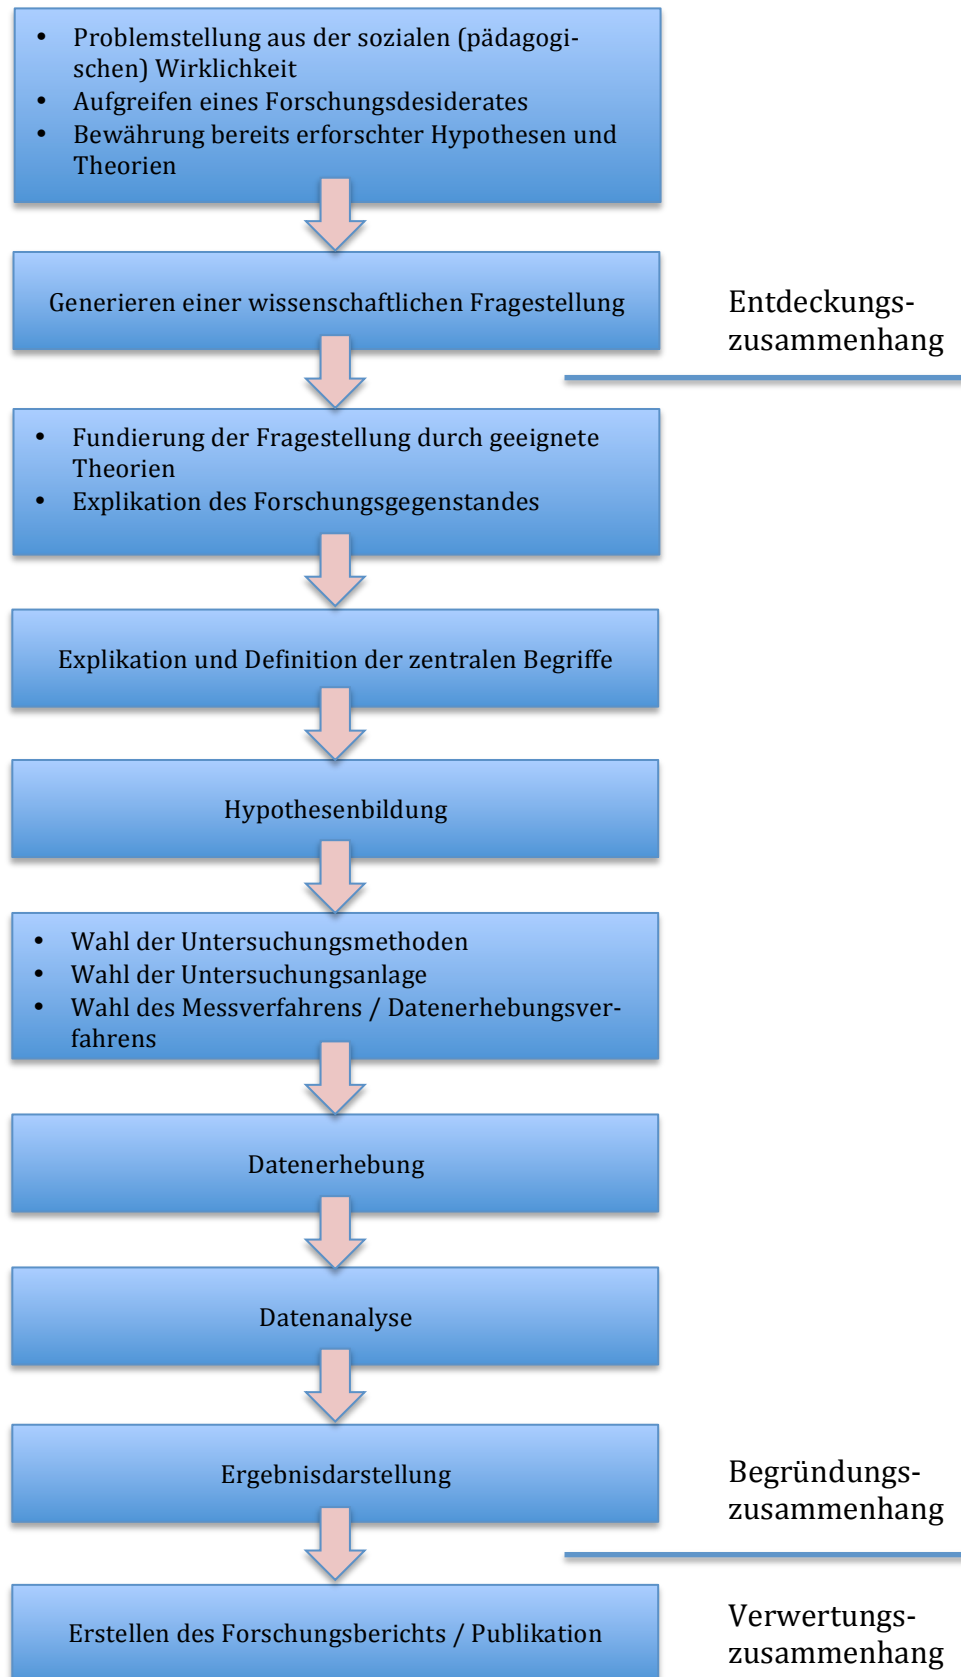 • Problemstellung aus der sozialen (pädagogi-
schen) Wirklichkeit
• Aufgreifen eines Forschungsdesiderates
• Bewährung bereits erforschter Hypothesen und
Theorien
Generieren einer wissenschaftlichen Fragestellung
Entdeckungs-
zusammenhang
• Fundierung der Fragestellung durch geeignete
Theorien
• Explikation des Forschungsgegenstandes
Explikation und Definition der zentralen Begriffe
Hypothesenbildung
• Wahl der Untersuchungsmethoden
• Wahl der Untersuchungsanlage
• Wahl des Messverfahrens / Datenerhebungsver-
fahrens
Datenerhebung
Datenanalyse
Ergebnisdarstellung
Begründungs-
zusammenhang
Erstellen des Forschungsberichts / Publikation
Verwertungs-
zusammenhang